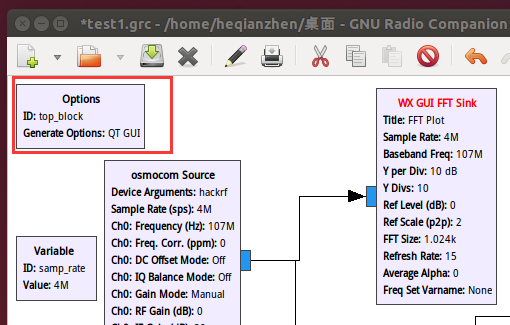 *test1.grc - /home/heqianzhen/桌面 - GNU Radio Companion
Options
ID: top_block
Generate Options: QT GUI
WX GUI FFT Sink
Title: FFT Plot
Sample Rate: 4M
Baseband Freq: 107M
Y per Div: 10 dB
Y Divs: 10
Ref Level (dB): 0
Ref Scale (p2p): 2
FFT Size: 1.024k
Refresh Rate: 15
Average Alpha: 0
Freq Set Varname: None
osmocom Source
Device Arguments: hackrf
Sample Rate (sps): 4M
Ch0: Frequency (Hz): 107M
Ch0: Freq. Corr. (ppm): 0
Ch0: DC Offset Mode: Off
Ch0: IQ Balance Mode: Off
Ch0: Gain Mode: Manual
Ch0: RF Gain (dB): 0
Variable
ID: samp_rate
Value: 4M